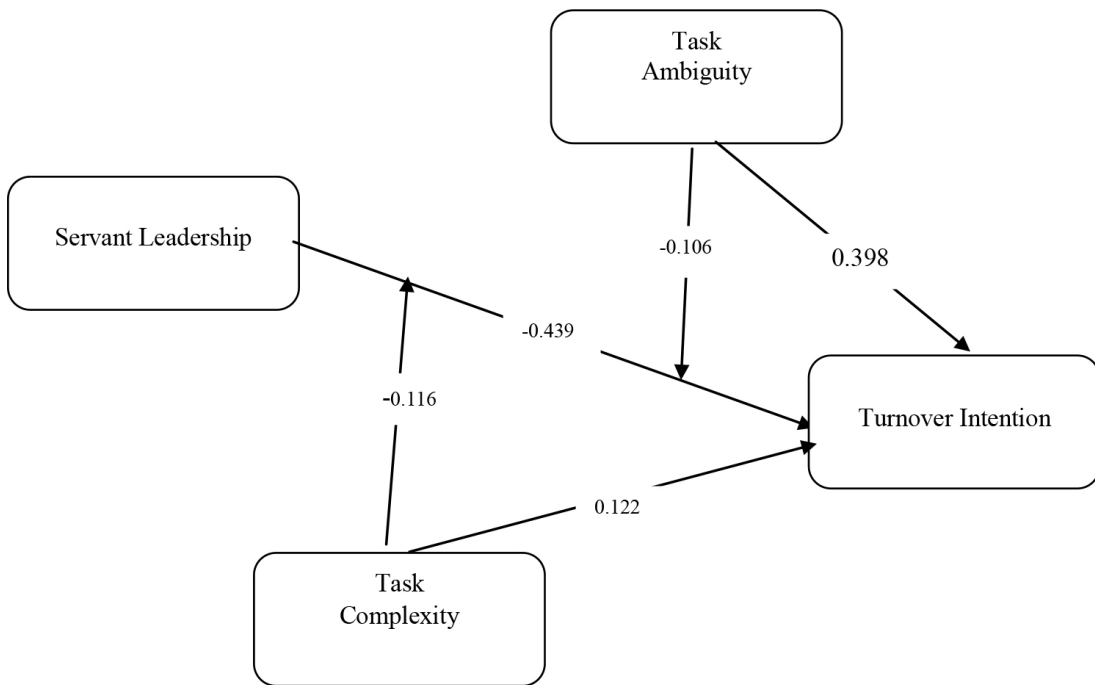 Task
Ambiguity
Servant Leadership
-0.106
0.398
-0.439
-0.116
Turnover Intention
0.122
Task
Complexity